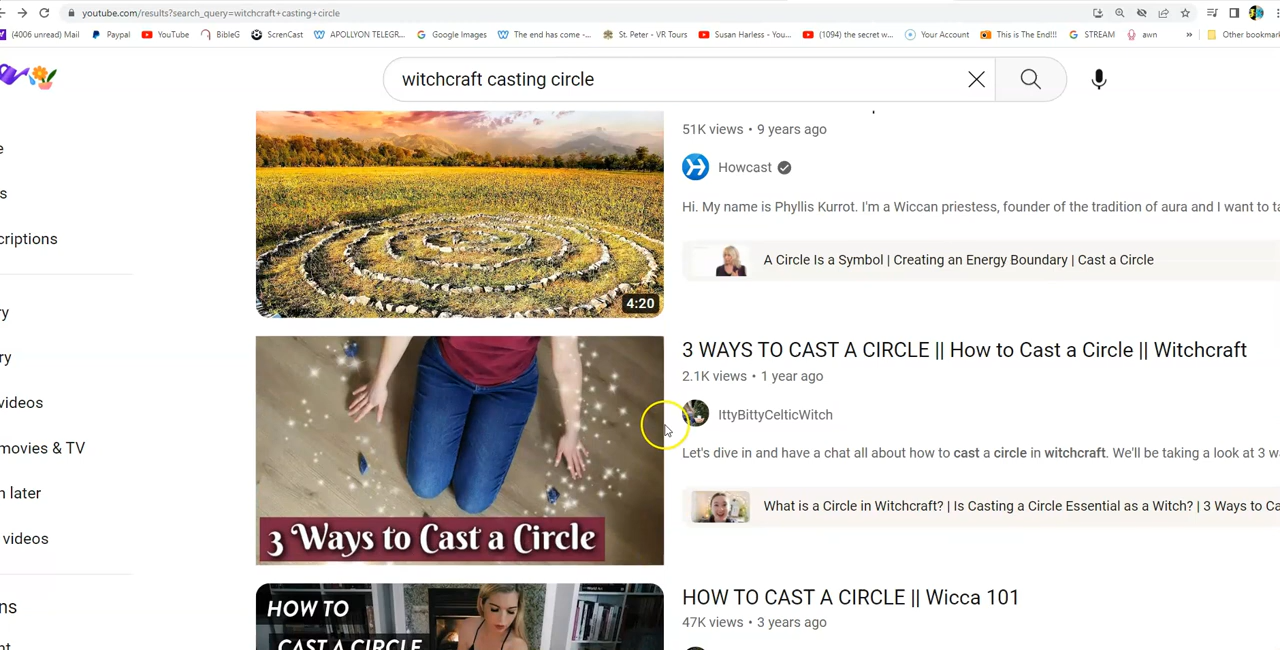 youtube.com/results?search_query=witchcraft+casting+circle
(4006 unread) Mail Paypal YouTube BibleG ScrenCast APOLLYON TELEGR... Google Images The end has come -... St. Peter - VR Tours Susan Harless - You... (1094) the secret w... Your Account This is The End!!! STREAM awn » Other bookmar
witchcraft casting circle
51K views • 9 years ago
Howcast
Hi. My name is Phyllis Kurrot. I'm a Wiccan priestess, founder of the tradition of aura and I want to ta
A Circle Is a Symbol | Creating an Energy Boundary | Cast a Circle
4:20
criptions
videos
movies & TV
later
videos
3 WAYS TO CAST A CIRCLE || How to Cast a Circle || Witchcraft
2.1K views • 1 year ago
IttyBittyCelticWitch
Let's dive in and have a chat all about how to cast a circle in witchcraft. We'll be taking a look at 3 wa
What is a Circle in Witchcraft? | Is Casting a Circle Essential as a Witch? | 3 Ways to Ca
3 Ways to Cast a Circle
HOW TO CAST A CIRCLE || Wicca 101
47K views • 3 years ago
HOW TO
CAST A CIRCLE